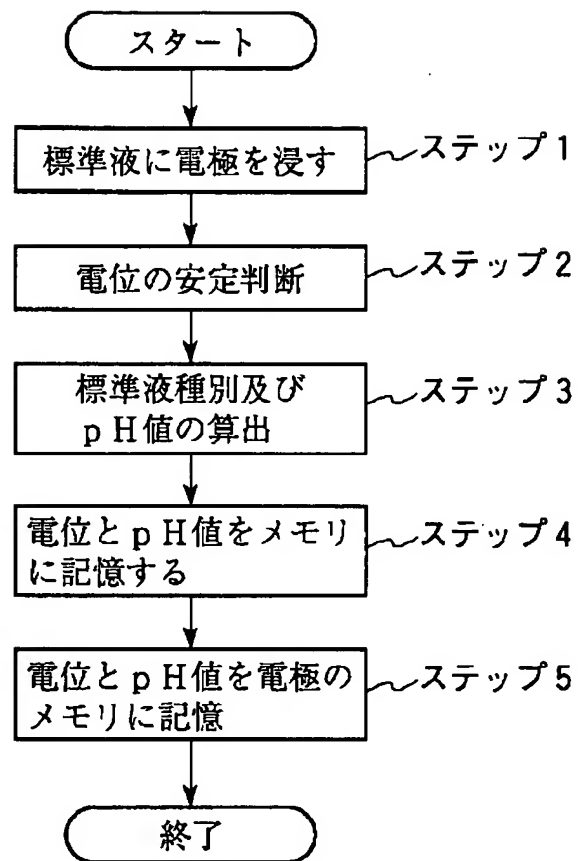 スタート
標準液に電極を浸す
ステップ1
電位の安定判断
ステップ2
標準液種別及び
pH値の算出
ステップ3
電位とpH値をメモリ
に記憶する
ステップ4
電位とpH値を電極の
メモリに記憶
ステップ5
終了